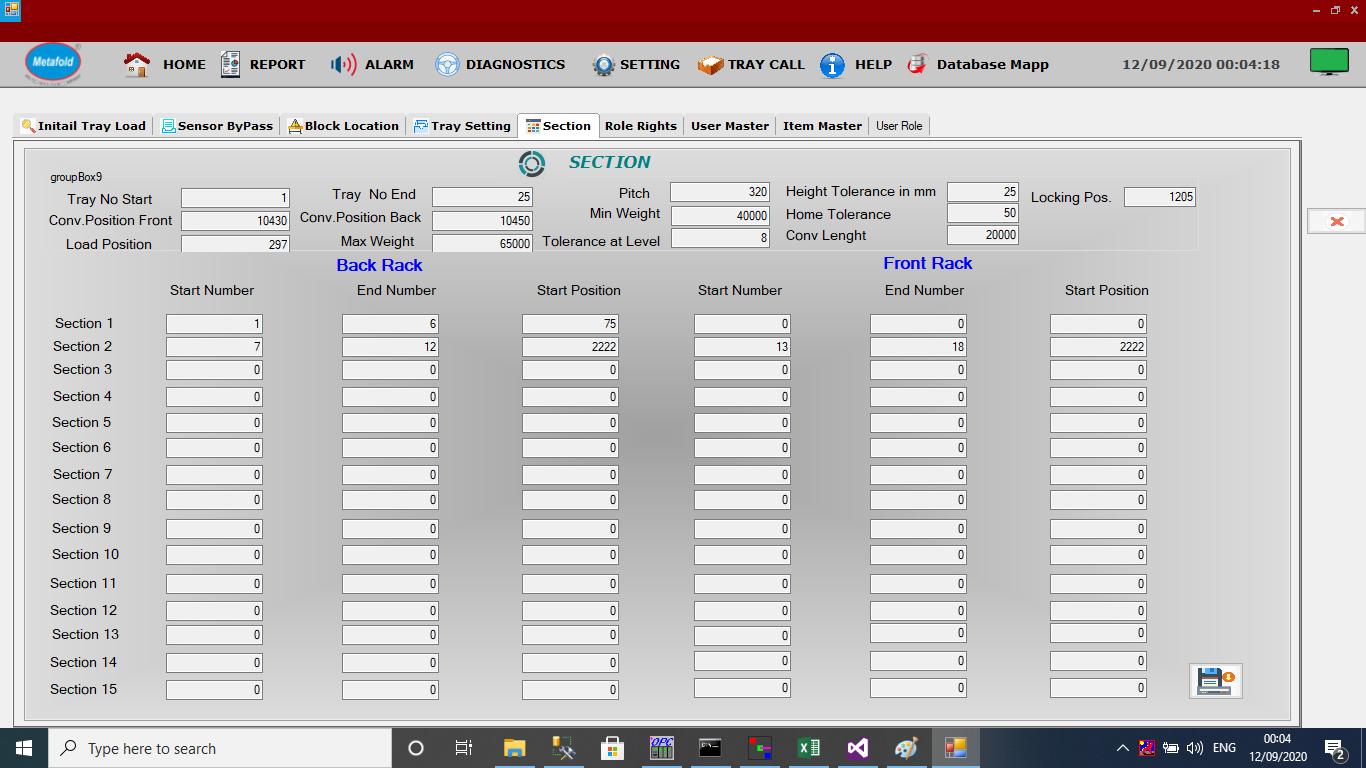 Metafold HOME REPORT ALARM DIAGNOSTICS SETTING TRAY CALL HELP Database Mapp 12/09/2020 00:04:18
Initail Tray Load Sensor ByPass Block Location Tray Setting Section Role Rights User Master Item Master User Role
SECTION
groupBox9
Tray No Start 1 Tray No End 25 Pitch 320 Height Tolerance in mm 25 Locking Pos. 1205
Conv.Position Front 10430 Conv.Position Back 10450 Min Weight 40000 Home Tolerance 50
Load Position 297 Max Weight 65000 Tolerance at Level 8 Conv Lenght 20000
Back Rack Front Rack
Start Number End Number Start Position Start Number End Number Start Position
Section 1 1 6 75 0 0 0
Section 2 7 12 2222 13 18 2222
Section 3 0 0 0 0 0 0
Section 4 0 0 0 0 0 0
Section 5 0 0 0 0 0 0
Section 6 0 0 0 0 0 0
Section 7 0 0 0 0 0 0
Section 8 0 0 0 0 0 0
Section 9 0 0 0 0 0 0
Section 10 0 0 0 0 0 0
Section 11 0 0 0 0 0 0
Section 12 0 0 0 0 0 0
Section 13 0 0 0 0 0 0
Section 14 0 0 0 0 0 0
Section 15 0 0 0 0 0 0
Type here to search OPC ENG 00:04
12/09/2020 2